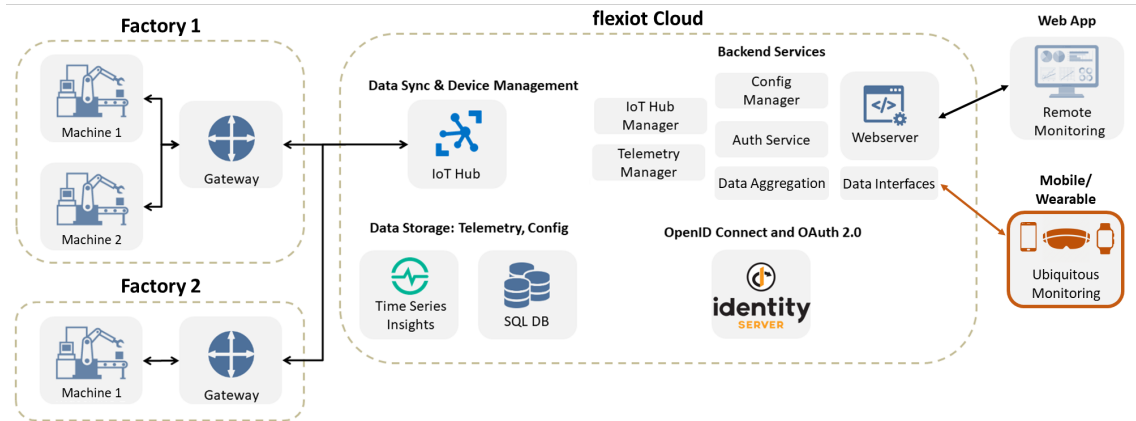 Factory 1
Machine 1
Machine 2
Gateway
Factory 2
Machine 1
Gateway
flexiot Cloud
Data Sync & Device Management
IoT Hub
Backend Services
IoT Hub
Manager
Telemetry
Manager
Config
Manager
Auth Service
Data Aggregation
Webserver
Data Interfaces
Data Storage: Telemetry, Config
Time Series
Insights
SQL DB
OpenID Connect and OAuth 2.0
identity
SERVER
Web App
Remote
Monitoring
Mobile/
Wearable
Ubiquitous
Monitoring